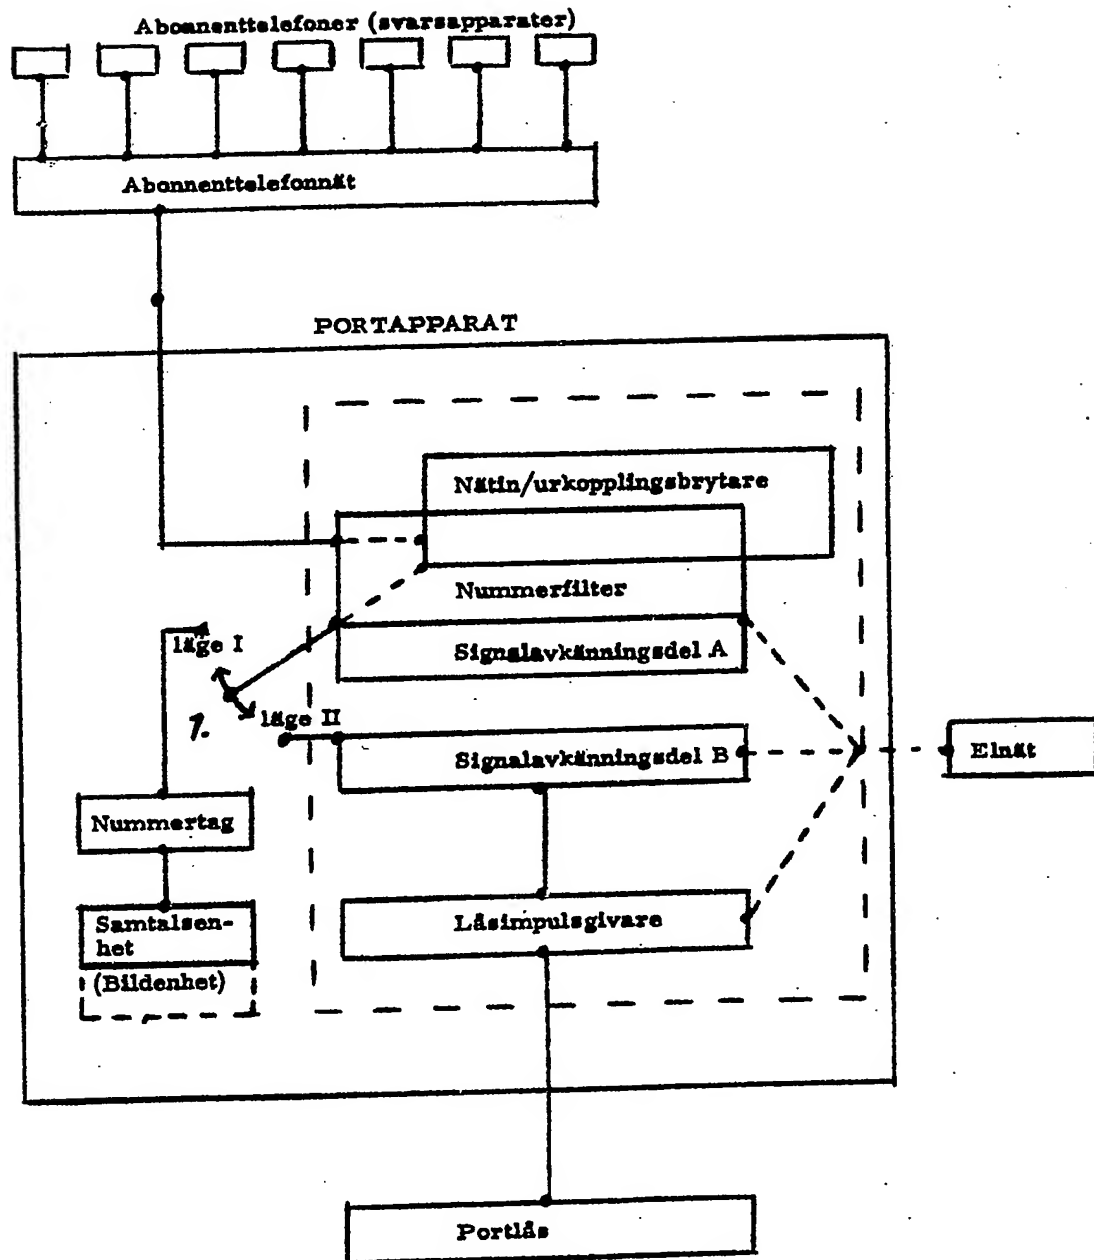 Abonnenttelefoner (svarsapparater)
Abonnenttelefonnät
PORTAPPARAT
Nätin/urkopplingsbrytare
Nummerfilter
läge I
Signalavkänningsdel A
1.
läge II
Signalavkänningsdel B
Elnät
Nummertag
Samtalsen-
het
(Bildenhet)
Låsimpulsgivare
Portlås